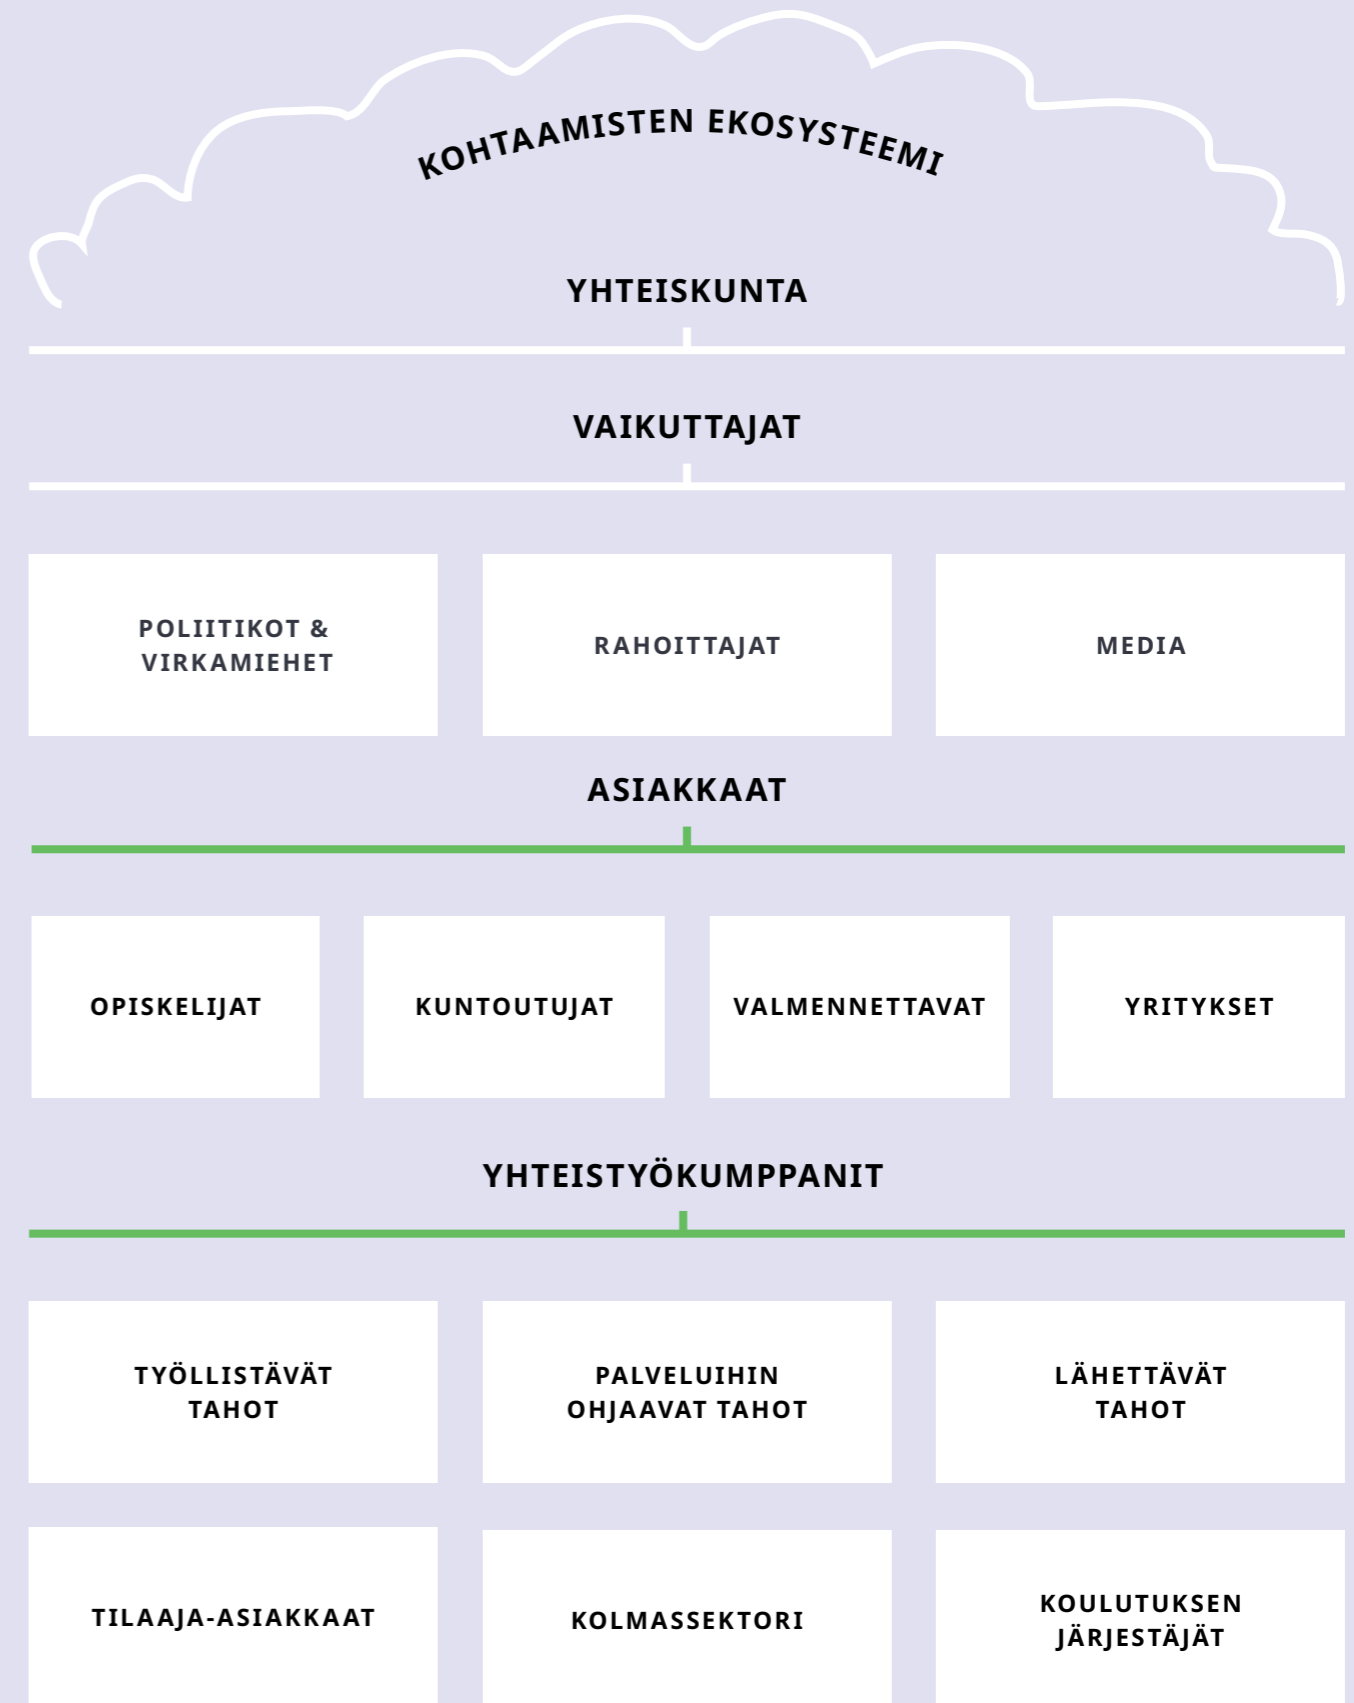 KOHTAAMISTEN EKOSYSTEEMI
YHTEISKUNTA
VAIKUTTAJAT
POLIITIKOT &
VIRKAMIEHET
RAHOITTAJAT
MEDIA
ASIAKKAAT
OPISKELIJAT
KUNTOUTUJAT
VALMENNETTAVAT
YRITYKSET
YHTEISTYÖKUMPPANIT
TYÖLLISTÄVÄT
TAHOT
PALVELUIHIN
OHJAAVAT TAHOT
LÄHETTÄVÄT
TAHOT
TILAAJA-ASIAKKAAT
KOLMASSEKTORI
KOULUTUKSEN
JÄRJESTÄJÄT